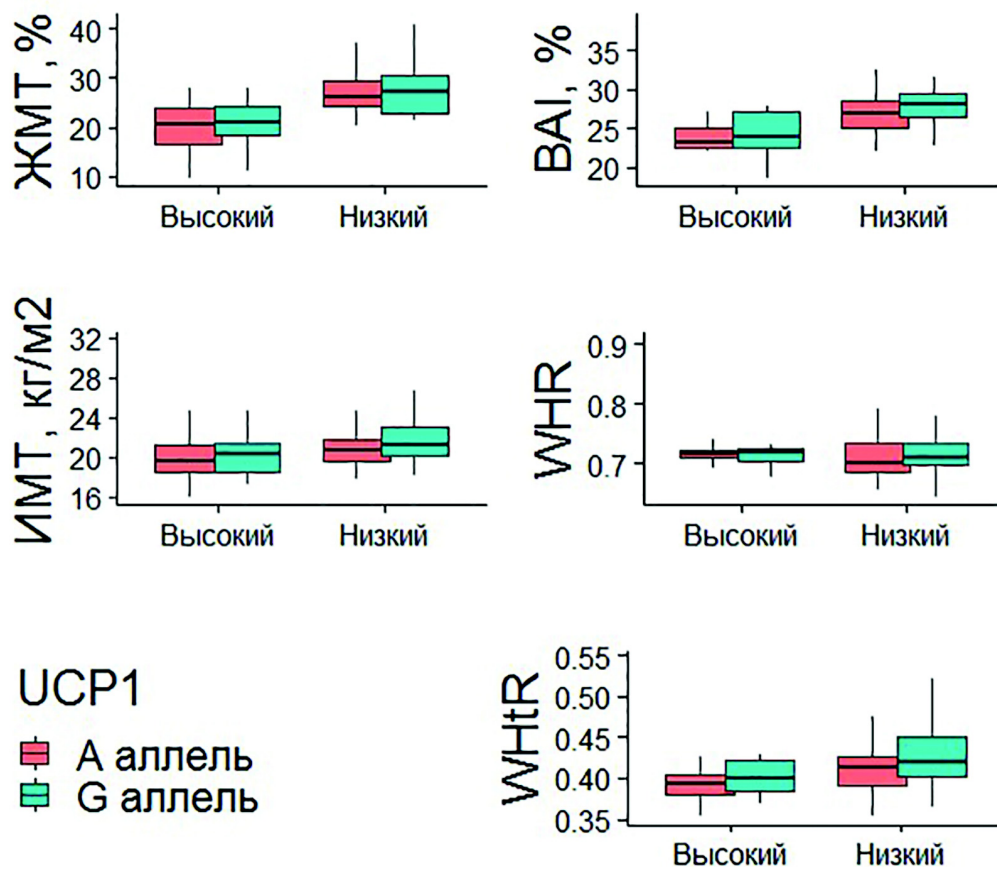 ЖМТ, %
40
30
20
10
Высокий Низкий
BAI, %
35
30
25
20
Высокий Низкий
ИМТ, кг/м2
32
28
24
20
16
Высокий Низкий
WHR
0.9
0.8
0.7
Высокий Низкий
UCP1
А аллель
G аллель
WHtR
0.55
0.50
0.45
0.40
0.35
Высокий Низкий